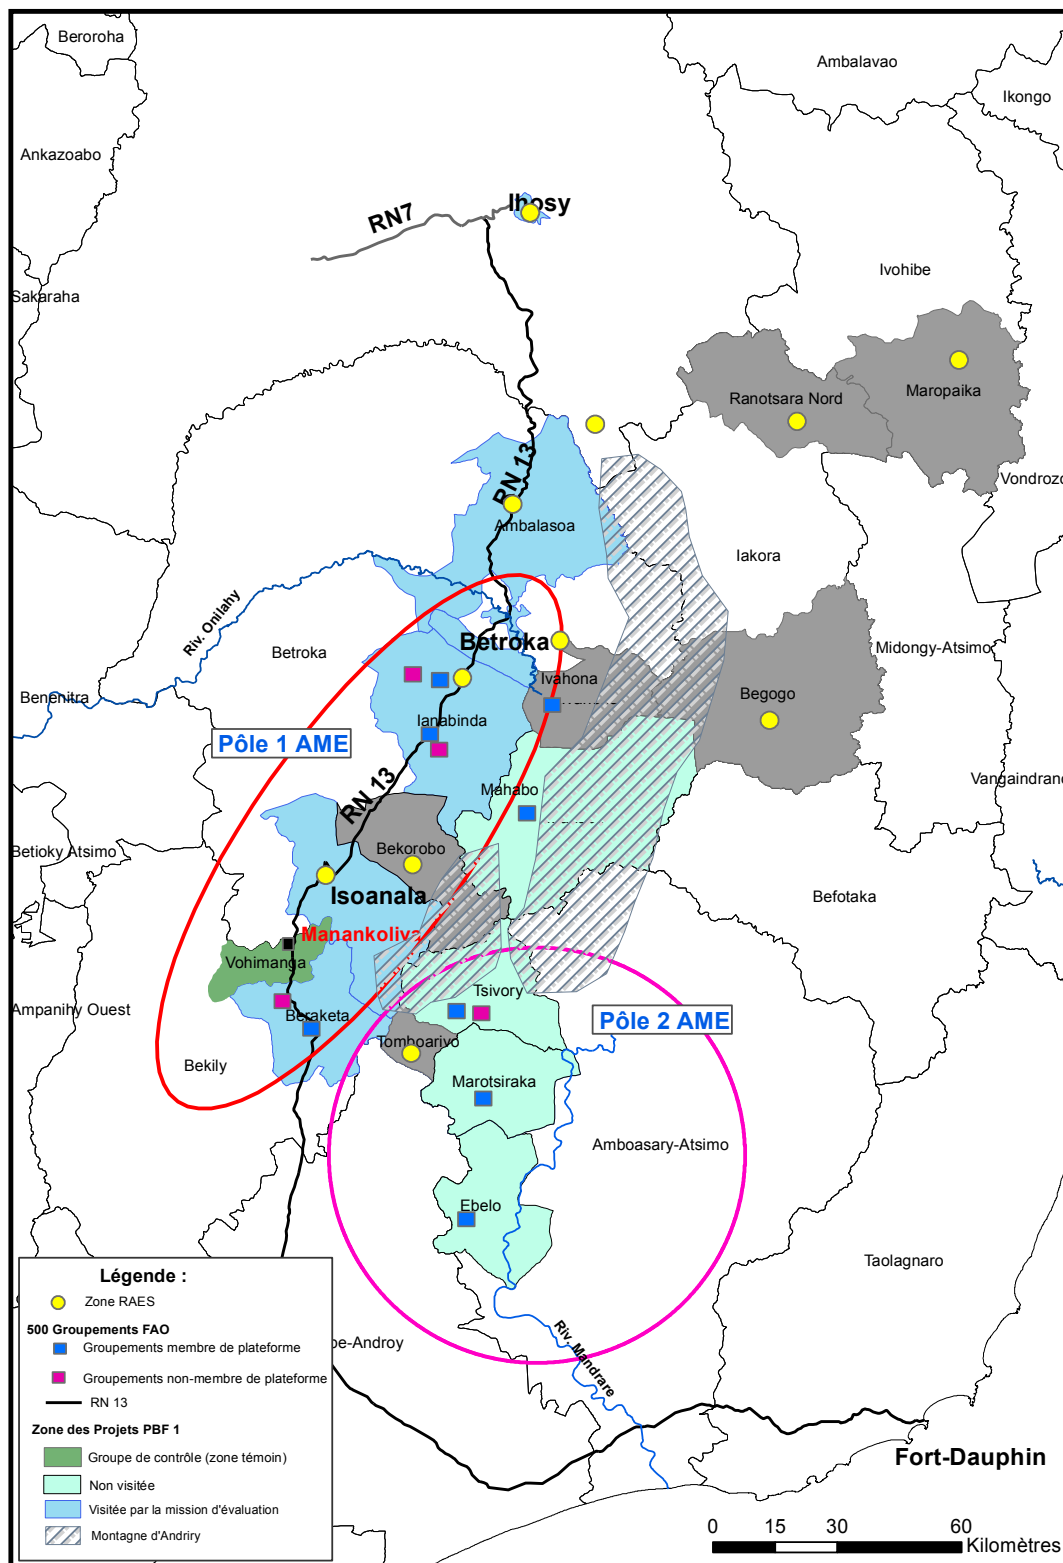 Beroroha
Ambalavao
Ikongo
Ankazoabo
Ihosy
RN7
Ivohibe
Sakaraha
Ranotsara Nord
Maropaika
RN 13
Vondrozo
Ambalasoa
Iakora
Riv. Onilahy
Betroka
Betroka
Midongy-Atsimo
Benenitra
Ivahona
Begogo
Ianabinda
Pôle 1 AME
Vangaindrano
RN 13
Mahabo
Betioky Atsimo
Bekorobo
Isoanala
Befotaka
Manankoliva
Vohimanga
Tsivory
Ampanihy Ouest
Beraketa
Pôle 2 AME
Tomboarivo
Bekily
Marotsiraka
Amboasary-Atsimo
Ebelo
Taolagnaro
Riv. Mandrare
be-Androy
Fort-Dauphin
Légende :
Zone RAES
500 Groupements FAO
Groupements membre de plateforme
Groupements non-membre de plateforme
RN 13
Zone des Projets PBF 1
Groupe de contrôle (zone témoin)
Non visitée
Visitée par la mission d'évaluation
Montagne d'Andriry
0 15 30 60
Kilomètres